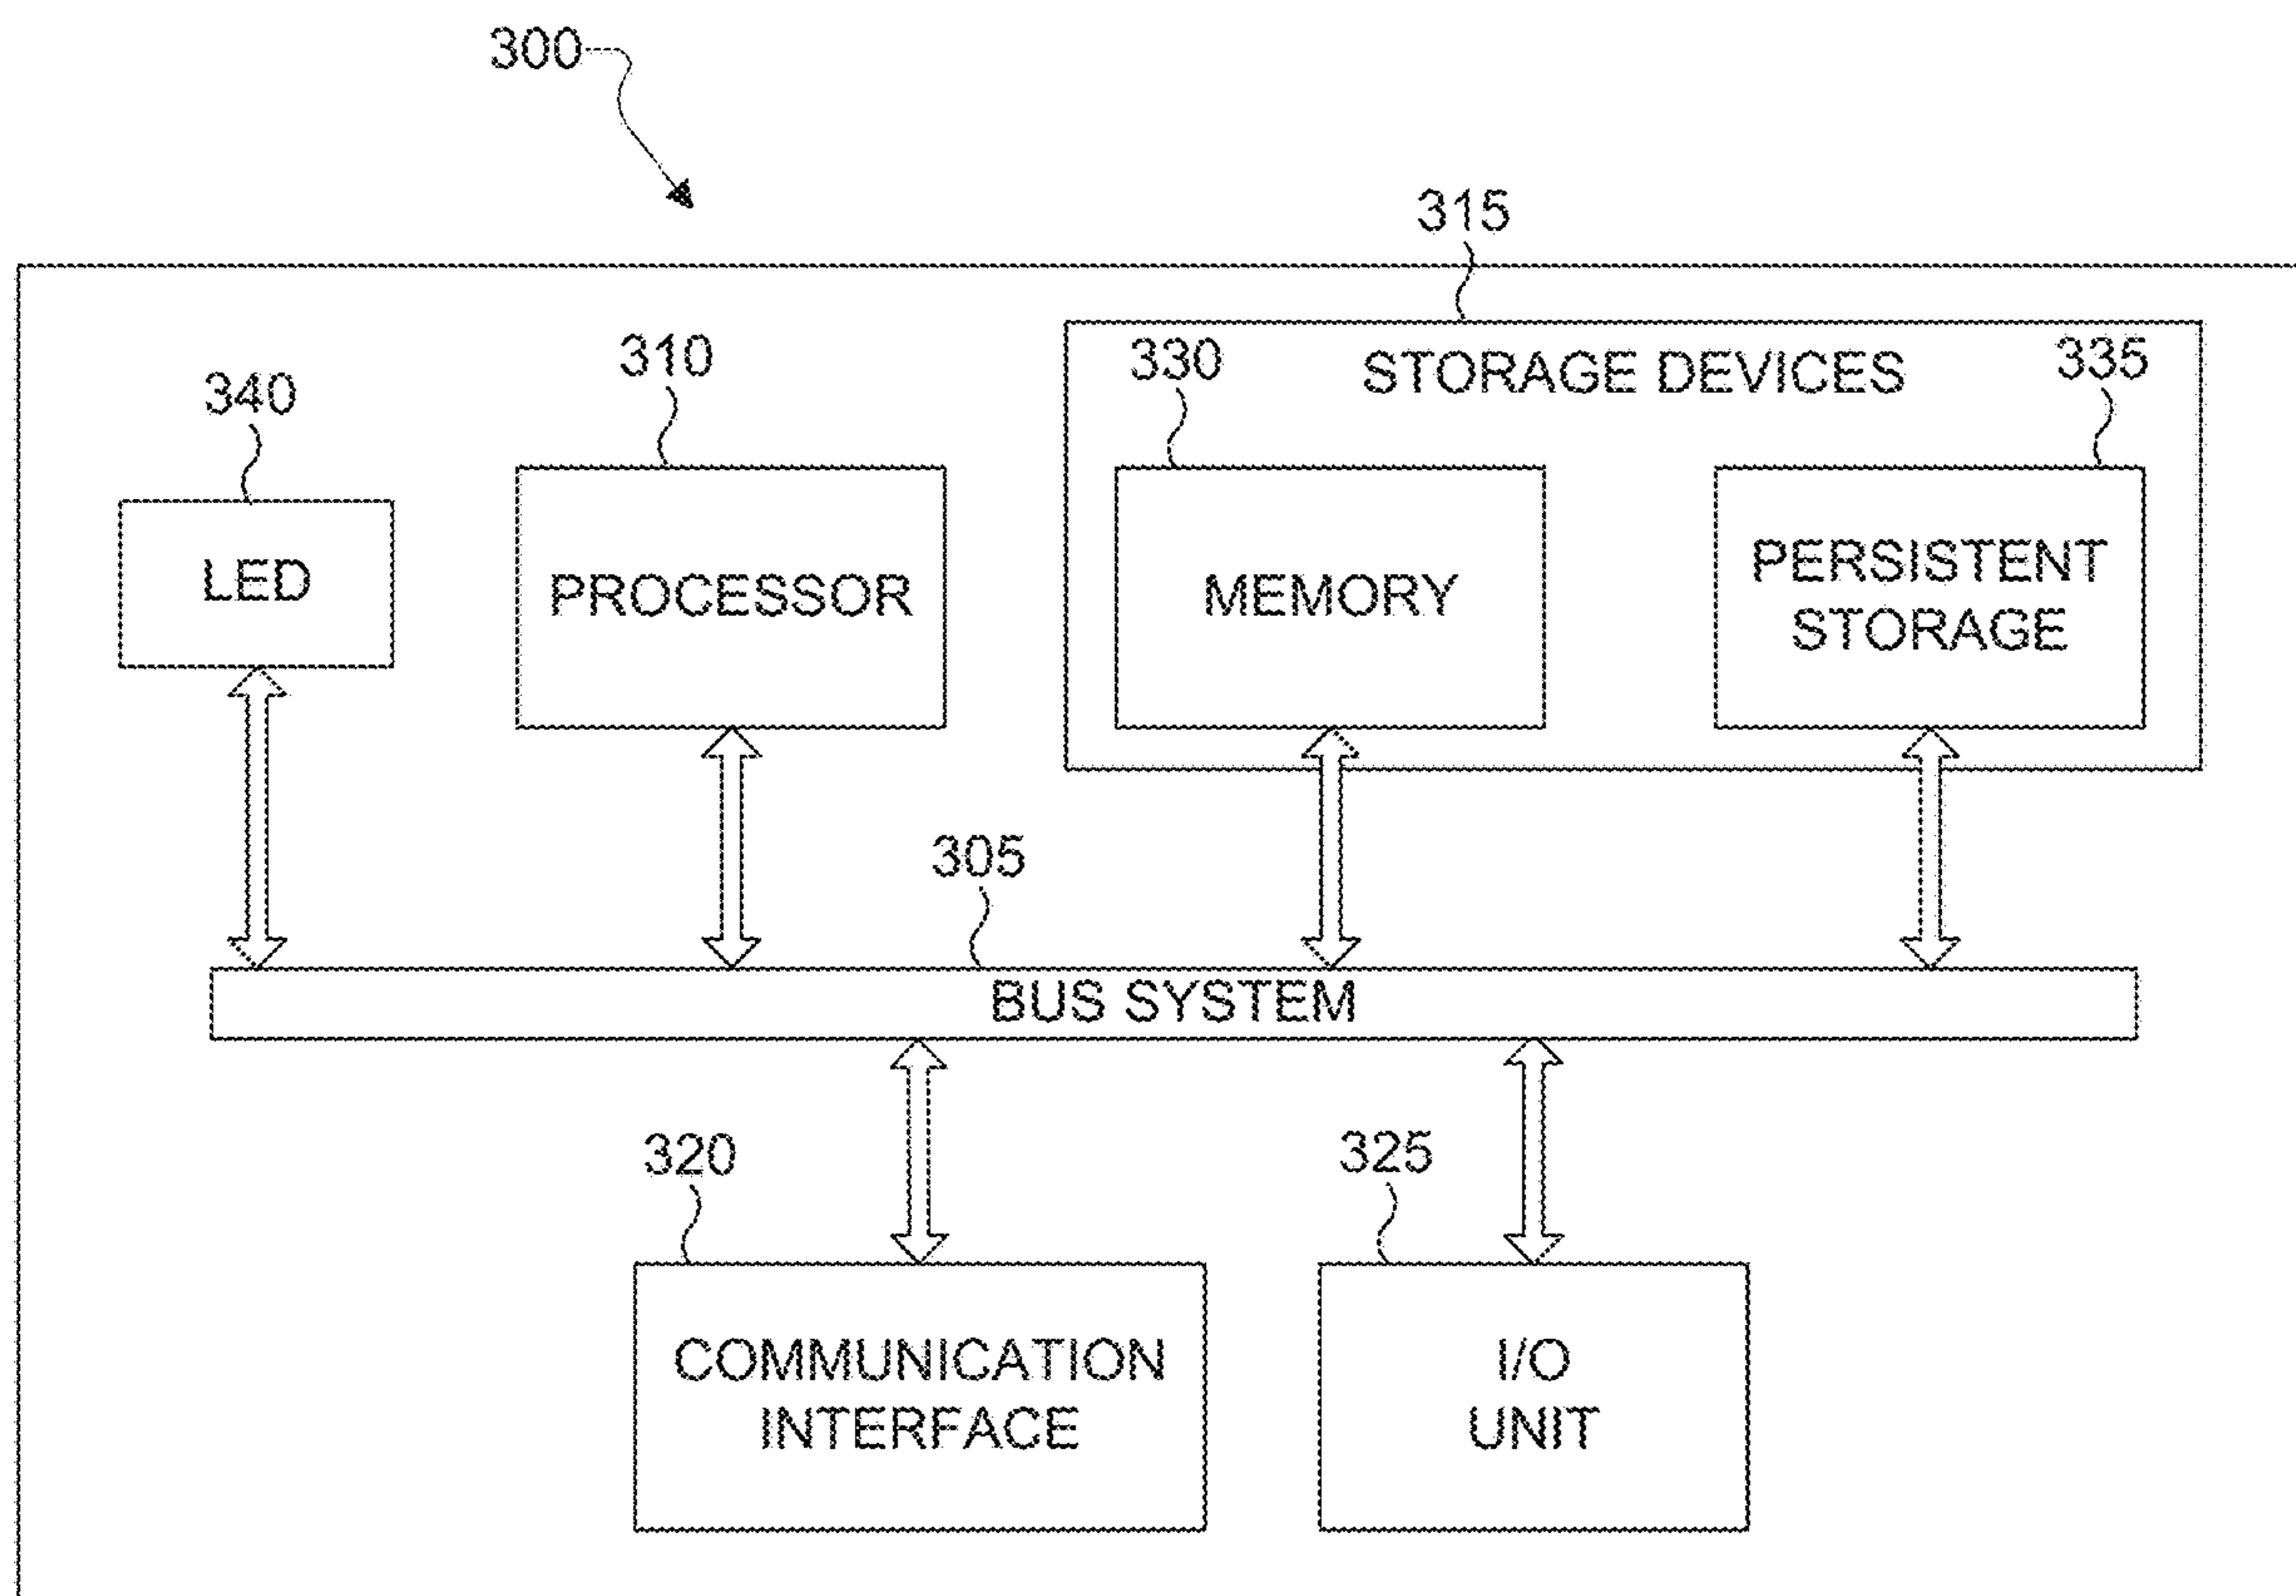 300
315
310
330
STORAGE DEVICES
335
340
LED
PROCESSOR
MEMORY
PERSISTENT
STORAGE
305
BUS SYSTEM
320
325
COMMUNICATION
INTERFACE
I/O
UNIT